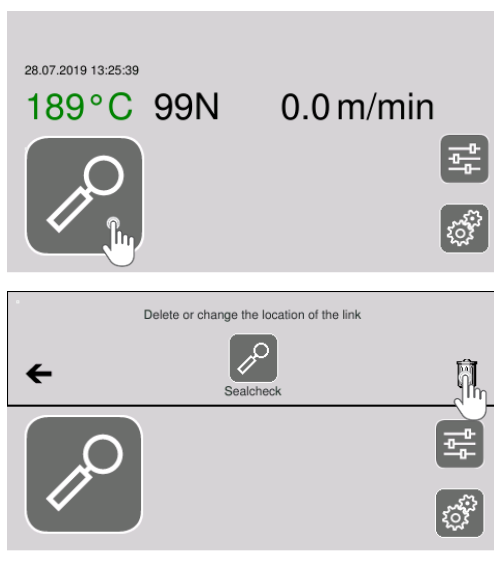 28.07.2019 13:25:39
189°C 99N 0.0 m/min
Delete or change the location of the link
Sealcheck